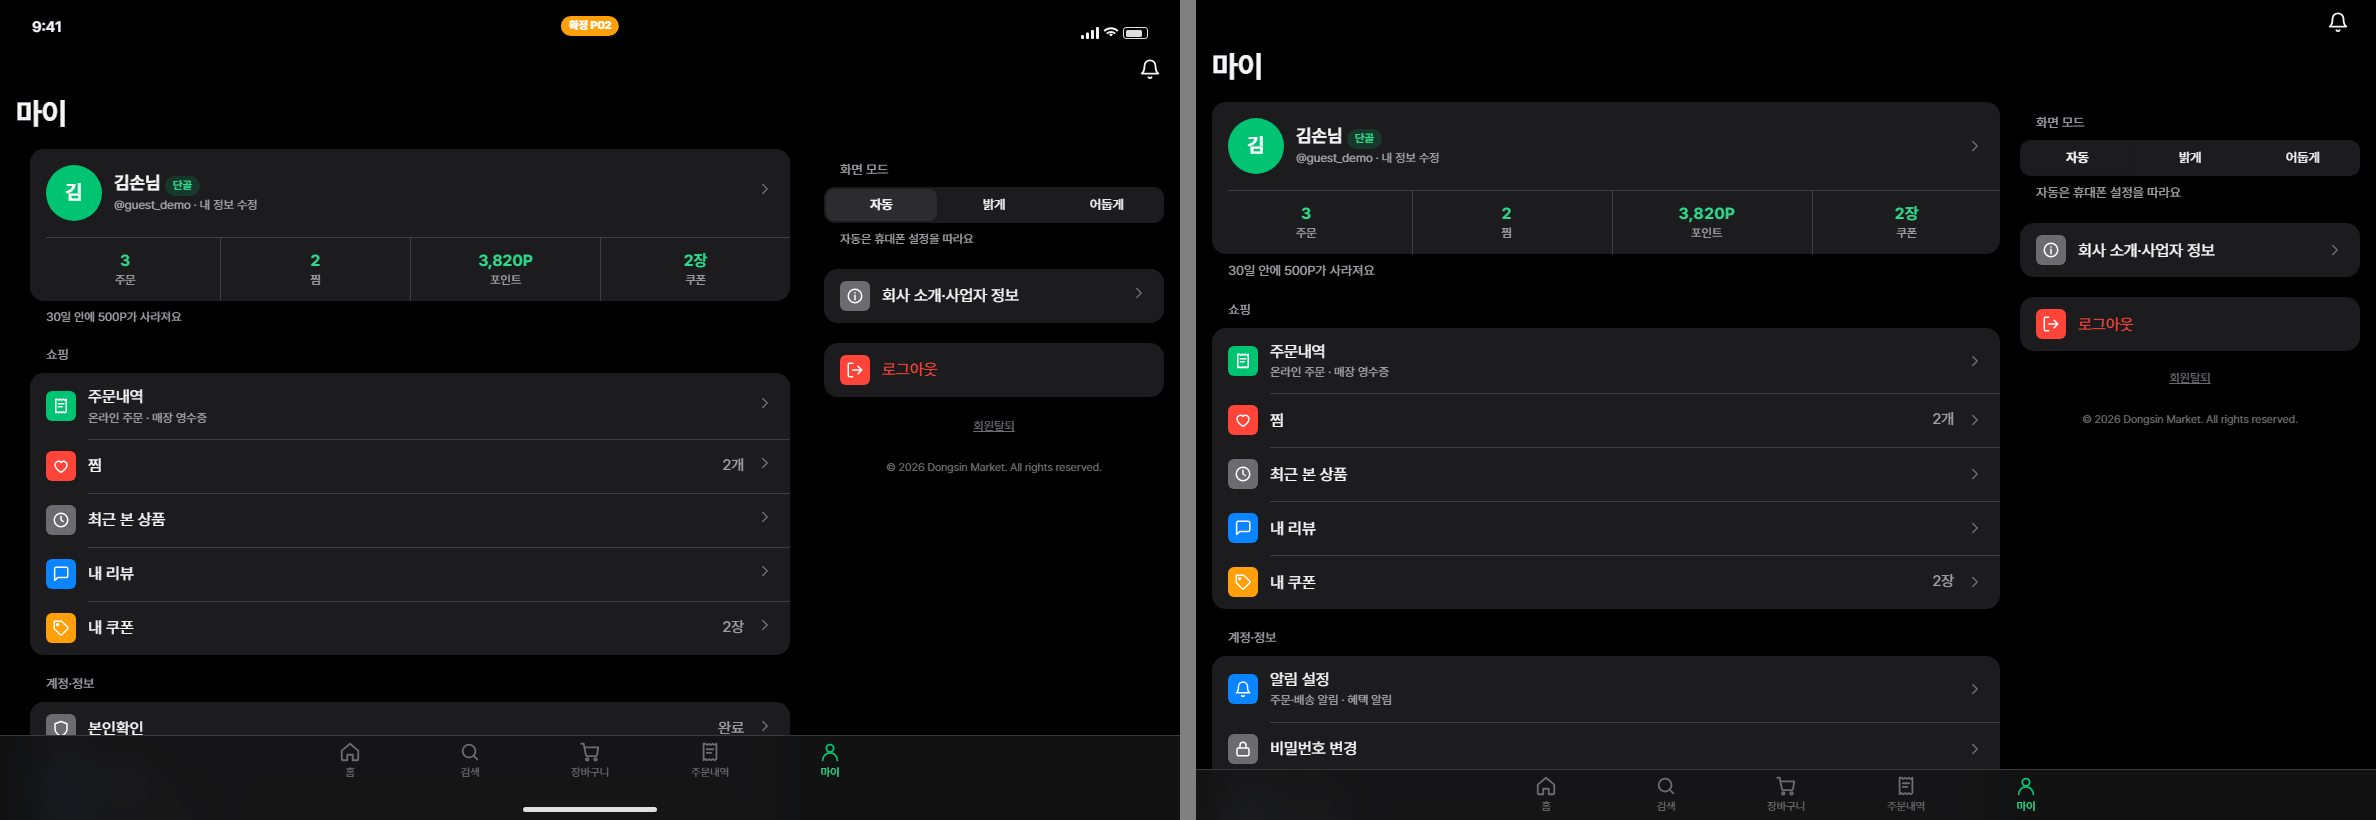 9:41
확정 P02
마이
김
김손님 단골
@guest_demo · 내 정보 수정
3
주문
2
찜
3,820P
포인트
2장
쿠폰
30일 안에 500P가 사라져요
쇼핑
주문내역
온라인 주문 · 매장 영수증
찜 2개
최근 본 상품
내 리뷰
내 쿠폰 2장
계정·정보
본인확인 완료
화면 모드
자동 밝게 어둡게
자동은 휴대폰 설정을 따라요
회사 소개·사업자 정보
로그아웃
회원탈퇴
© 2026 Dongsin Market. All rights reserved.
홈 검색 장바구니 주문내역 마이
마이
김
김손님 단골
@guest_demo · 내 정보 수정
3
주문
2
찜
3,820P
포인트
2장
쿠폰
30일 안에 500P가 사라져요
쇼핑
주문내역
온라인 주문 · 매장 영수증
찜 2개
최근 본 상품
내 리뷰
내 쿠폰 2장
계정·정보
알림 설정
주문·배송 알림 · 혜택 알림
비밀번호 변경
화면 모드
자동 밝게 어둡게
자동은 휴대폰 설정을 따라요
회사 소개·사업자 정보
로그아웃
회원탈퇴
© 2026 Dongsin Market. All rights reserved.
홈 검색 장바구니 주문내역 마이